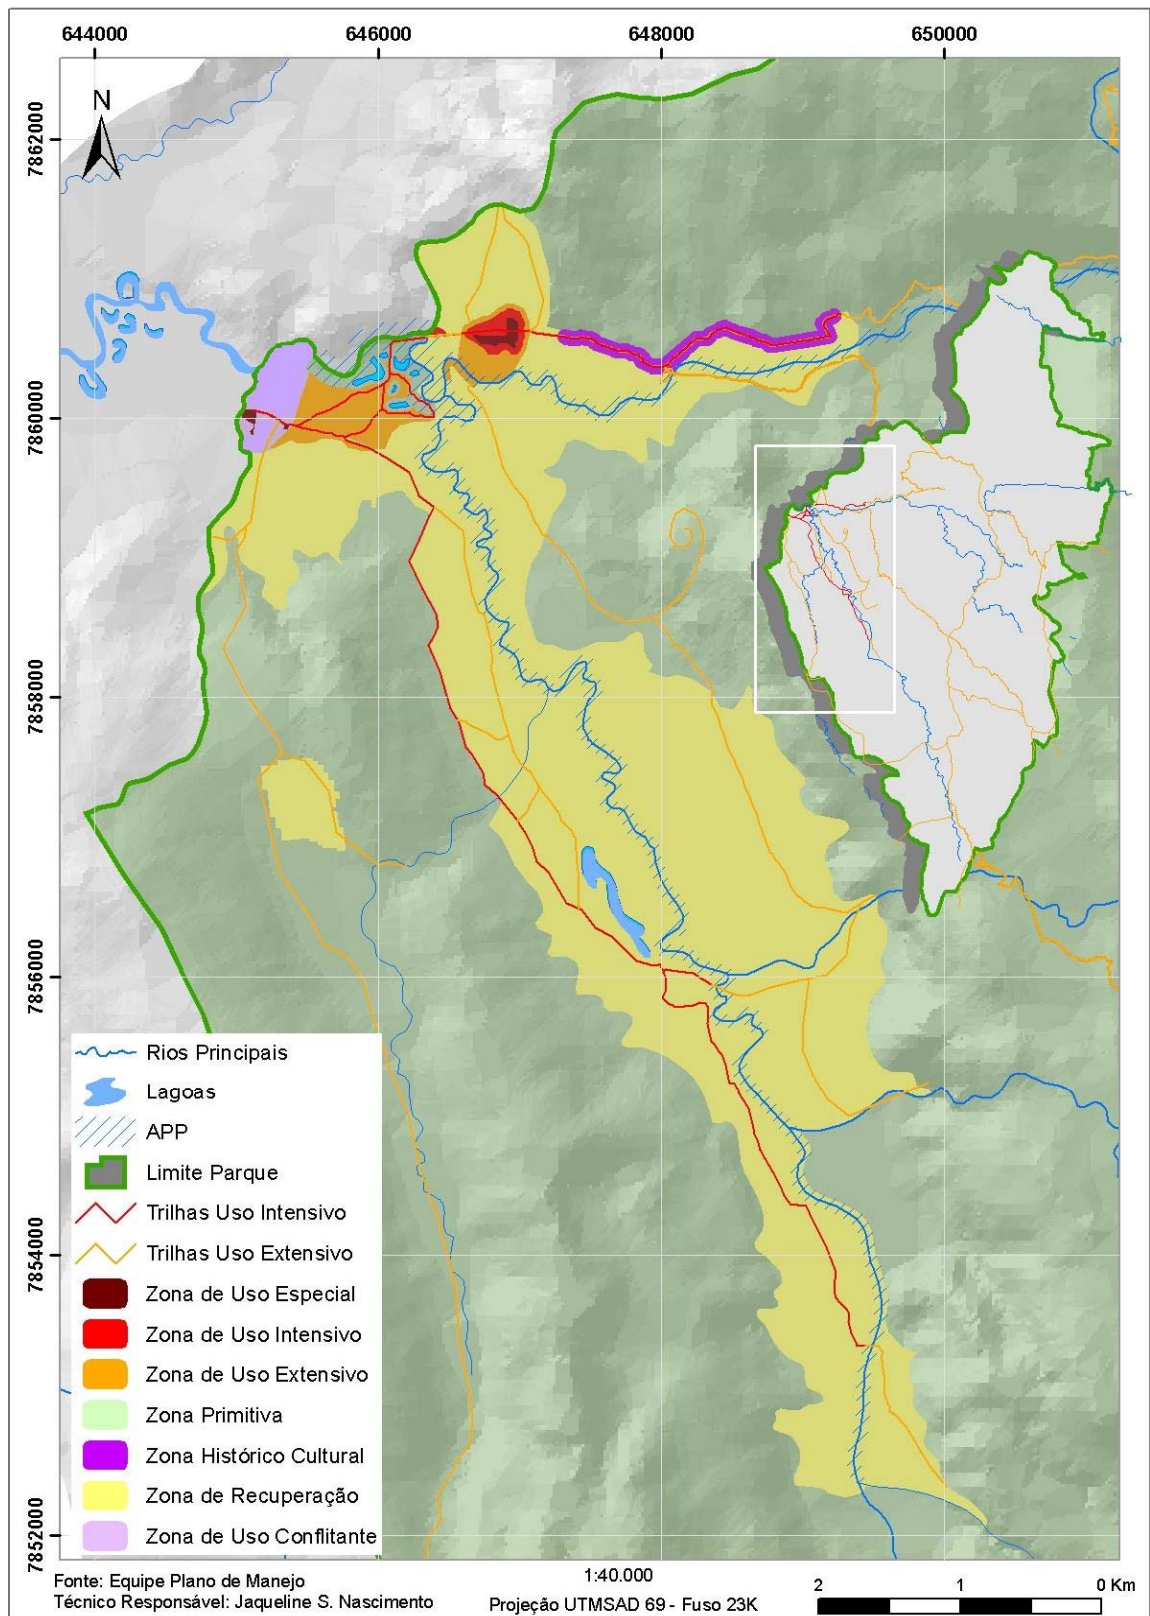 644000 646000 648000 650000
N
7862000
7860000
7858000
7856000
7854000
7852000
Rios Principais
Lagoas
APP
Limite Parque
Trilhas Uso Intensivo
Trilhas Uso Extensivo
Zona de Uso Especial
Zona de Uso Intensivo
Zona de Uso Extensivo
Zona Primitiva
Zona Histórico Cultural
Zona de Recuperação
Zona de Uso Conflitante
Fonte: Equipe Plano de Manejo
Técnico Responsável: Jaqueline S. Nascimento
1:40.000
Projeção UTMSAD 69 - Fuso 23K
2 1 0 Km